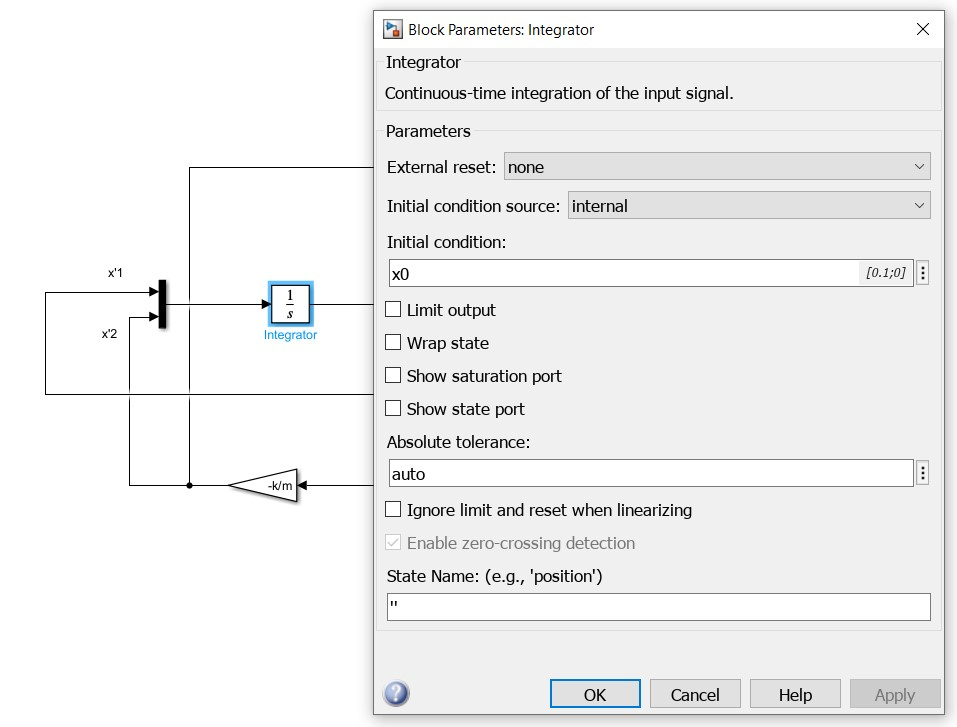 Block Parameters: Integrator
Integrator
Continuous-time integration of the input signal.
Parameters
External reset: none
Initial condition source: internal
Initial condition:
x0 [0.1;0]
Limit output
Wrap state
Show saturation port
Show state port
Absolute tolerance:
auto
Ignore limit and reset when linearizing
Enable zero-crossing detection
State Name: (e.g., 'position')
''
OK Cancel Help Apply
x'1
x'2
1
s
Integrator
-k/m